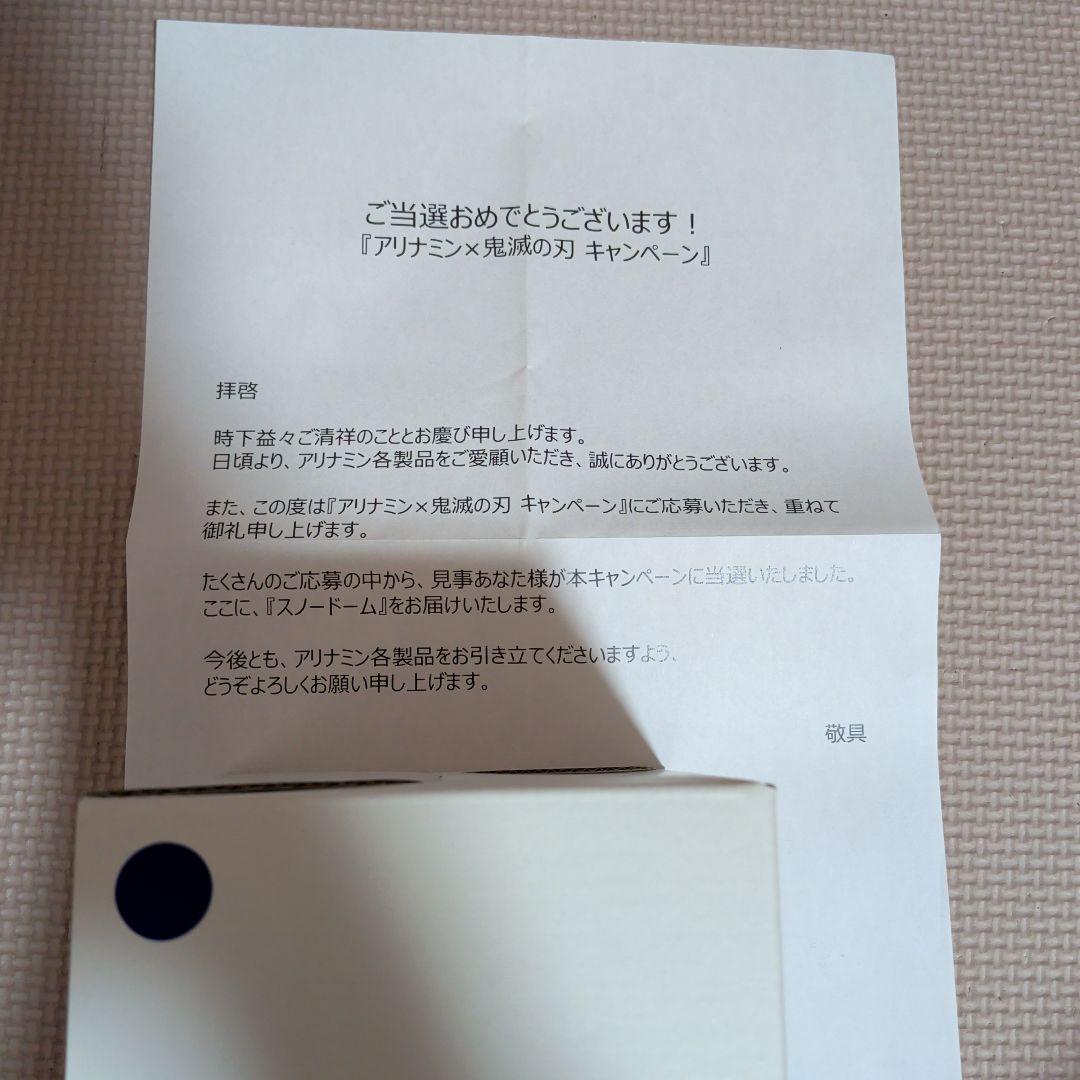 ご当選おめでとうございます！
『アリナミン×鬼滅の刃 キャンペーン』
拝啓
時下益々ご清祥のこととお慶び申し上げます。
日頃より、アリナミン各製品をご愛顧いただき、誠にありがとうございます。
また、この度は『アリナミン×鬼滅の刃 キャンペーン』にご応募いただき、重ねて
御礼申し上げます。
たくさんのご応募の中から、見事あなた様が本キャンペーンに当選いたしました。
ここに、『スノードーム』をお届けいたします。
今後とも、アリナミン各製品をお引き立てくださいますよう、
どうぞよろしくお願い申し上げます。
敬具